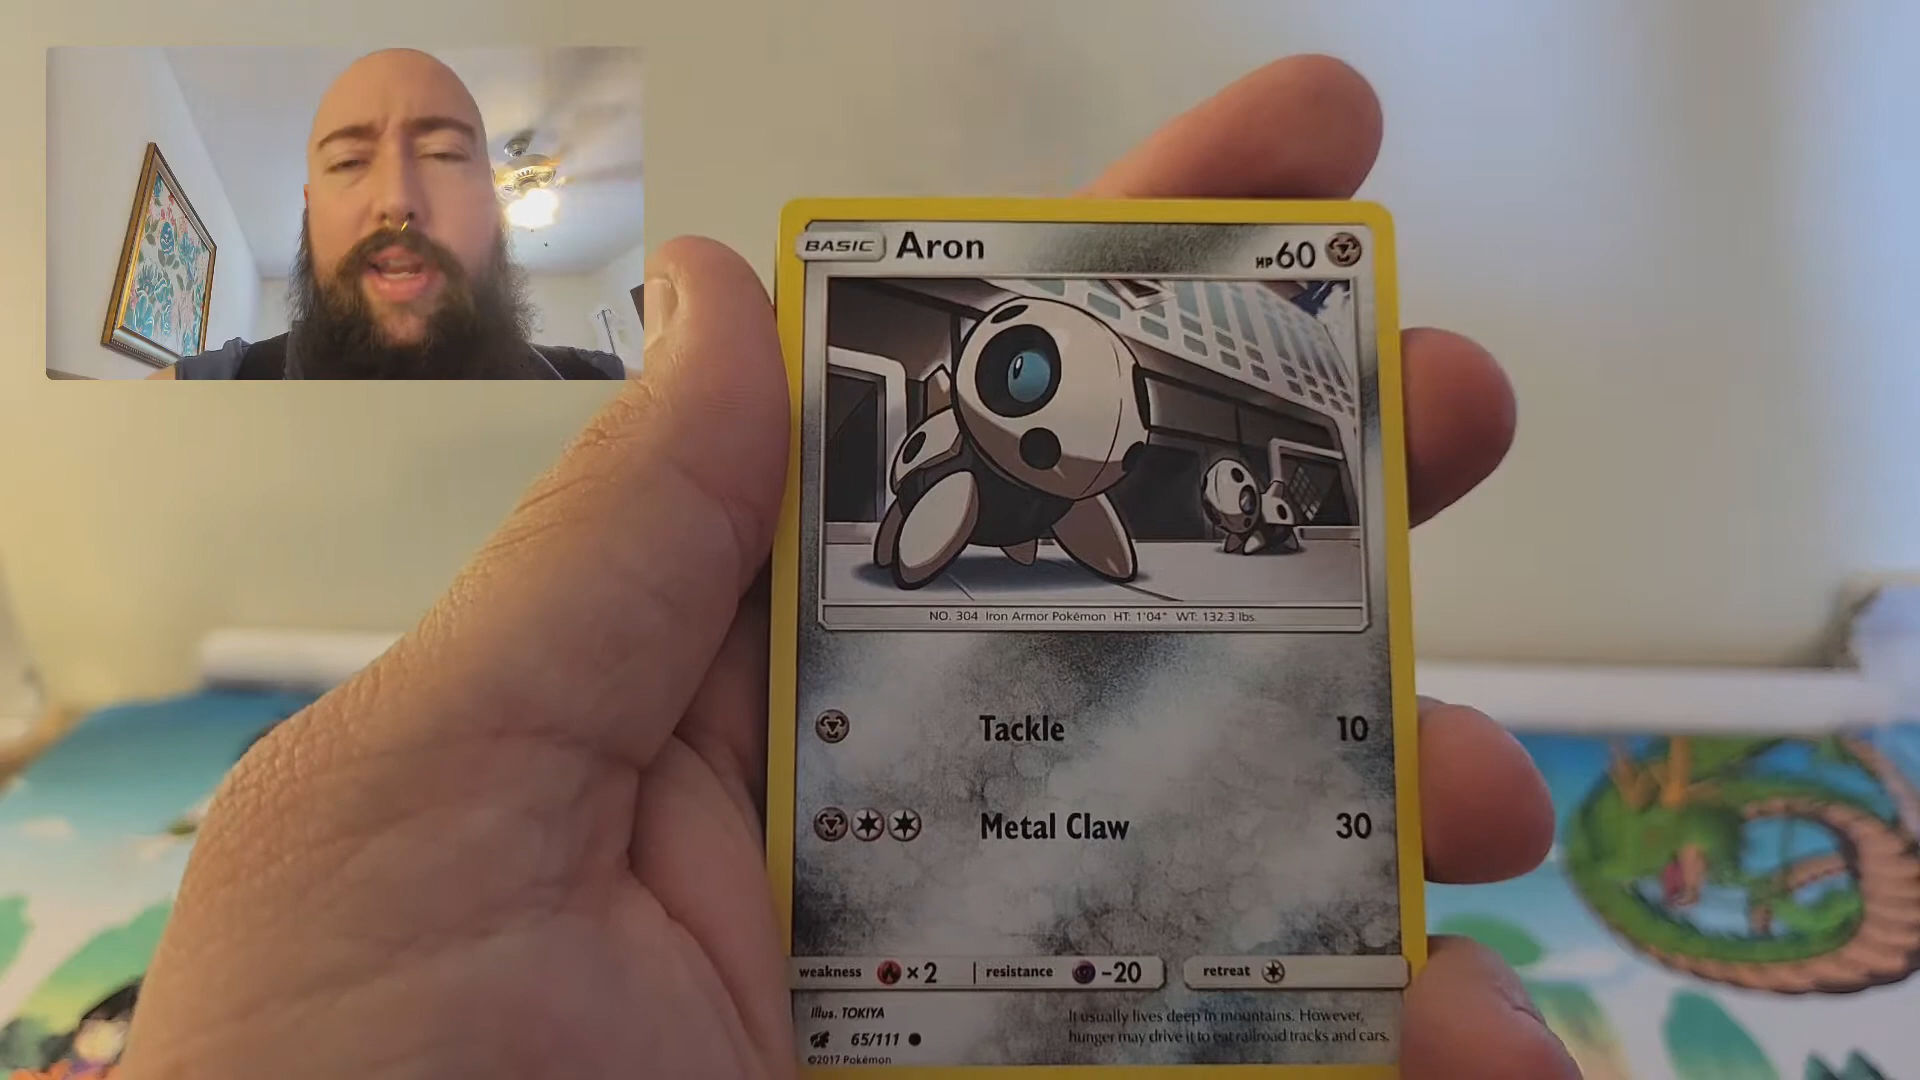 BASIC Aron HP 60
NO. 304 Iron Armor Pokémon HT: 1'04" WT: 132.3 lbs.
Tackle 10
Metal Claw 30
weakness ×2 resistance -20 retreat
Illus. TOKIYA
65/111
©2017 Pokémon
It usually lives deep in mountains. However,
hunger may drive it to eat railroad tracks and cars.